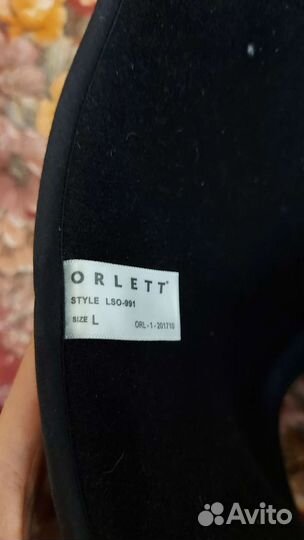 ORLETT®
STYLE LSO-991
SIZE L ORL-1-201710
Avito